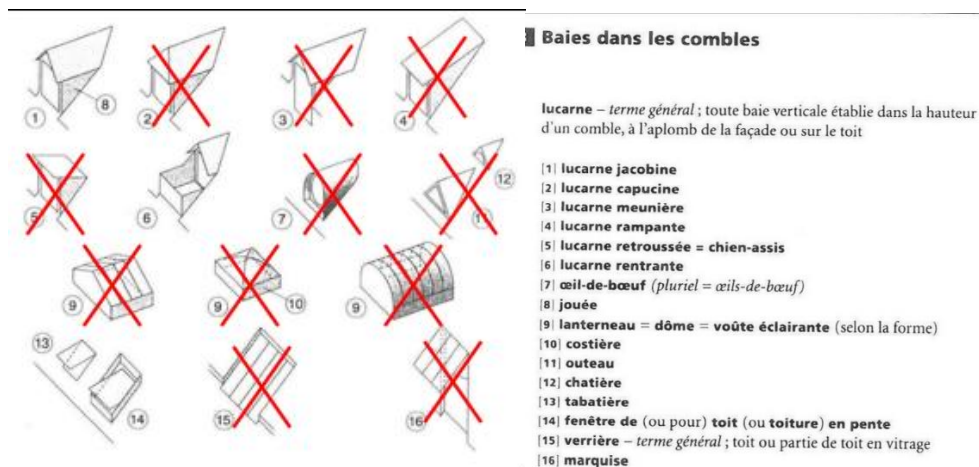 Baies dans les combles
lucarne – terme général ; toute baie verticale établie dans la hauteur
d'un comble, à l'aplomb de la façade ou sur le toit
|1| lucarne jacobine
|2| lucarne capucine
|3| lucarne meunière
|4| lucarne rampante
|5| lucarne retroussée = chien-assis
|6| lucarne rentrante
|7| œil-de-bœuf (pluriel = œils-de-bœuf)
|8| jouée
|9| lanterneau = dôme = voûte éclairante (selon la forme)
|10| costière
|11| outeau
|12| chatière
|13| tabatière
|14| fenêtre de (ou pour) toit (ou toiture) en pente
|15| verrière – terme général ; toit ou partie de toit en vitrage
|16| marquise
1
8
2
3
4
5
6
7
11
12
9
9
10
9
13
14
15
16